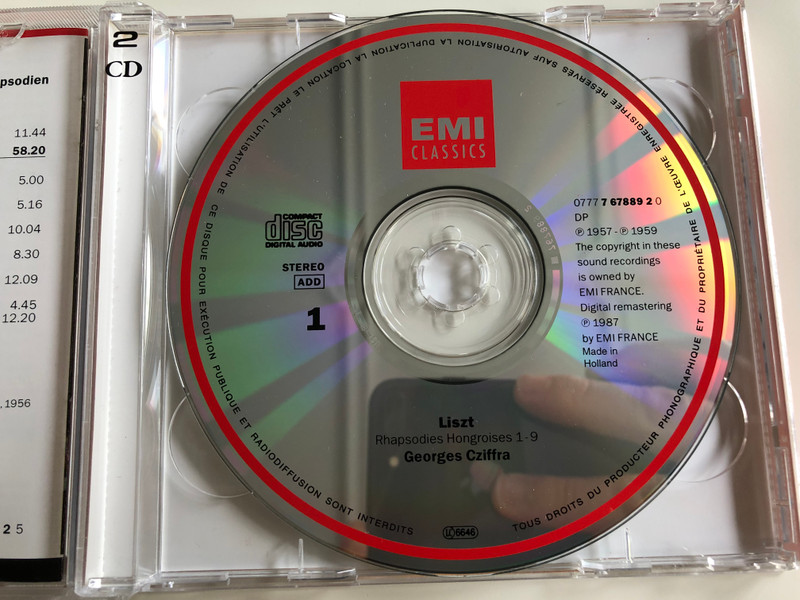 psodien
11.44
58.20
5.00
5.16
10.04
8.30
12.09
4.45
12.20
, 1956
2 5
2
CD
EMI
CLASSICS
COMPACT
disc
DIGITAL AUDIO
STEREO
ADD
1
0777 7 67889 2 0
DP
℗ 1957 - ℗ 1959
The copyright in these
sound recordings
is owned by
EMI FRANCE.
Digital remastering
℗ 1987
by EMI FRANCE
Made in
Holland
Liszt
Rhapsodies Hongroises 1-9
Georges Cziffra
TOUS DROITS DU PRODUCTEUR PHONOGRAPHIQUE ET DU PROPRIÉTAIRE DE L'ŒUVRE ENREGISTRÉE RÉSERVÉS SAUF AUTORISATION LA DUPLICATION LA LOCATION LE PRÊT L'UTILISATION DE CE DISQUE POUR EXÉCUTION PUBLIQUE ET RADIODIFFUSION SONT INTERDITS
LC 6646